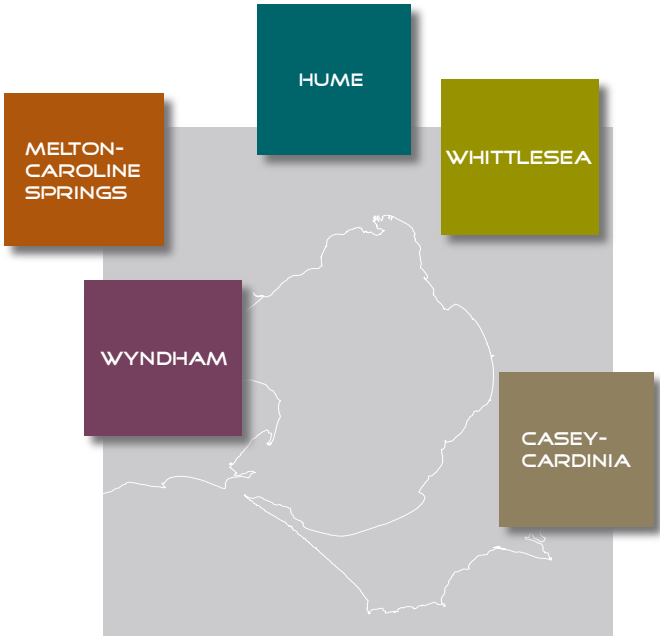 HUME
MELTON-
CAROLINE
SPRINGS
WHITTLESEA
WYNDHAM
CASEY-
CARDINIA